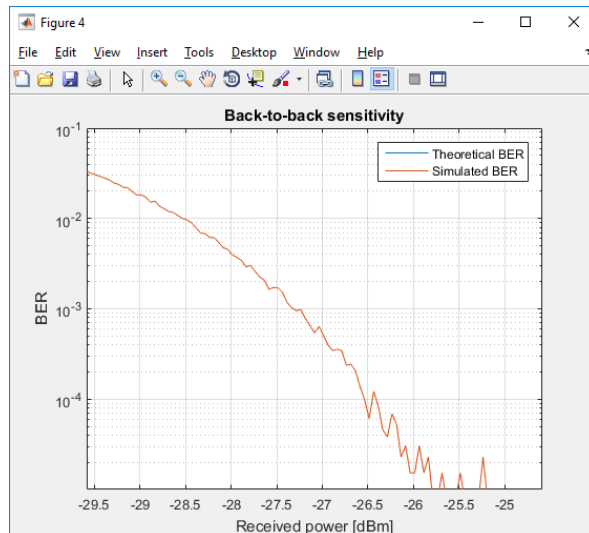 Figure 4
File Edit View Insert Tools Desktop Window Help
Back-to-back sensitivity
Theoretical BER
Simulated BER
10-1
10-2
10-3
10-4
BER
-29.5 -29 -28.5 -28 -27.5 -27 -26.5 -26 -25.5 -25
Received power [dBm]